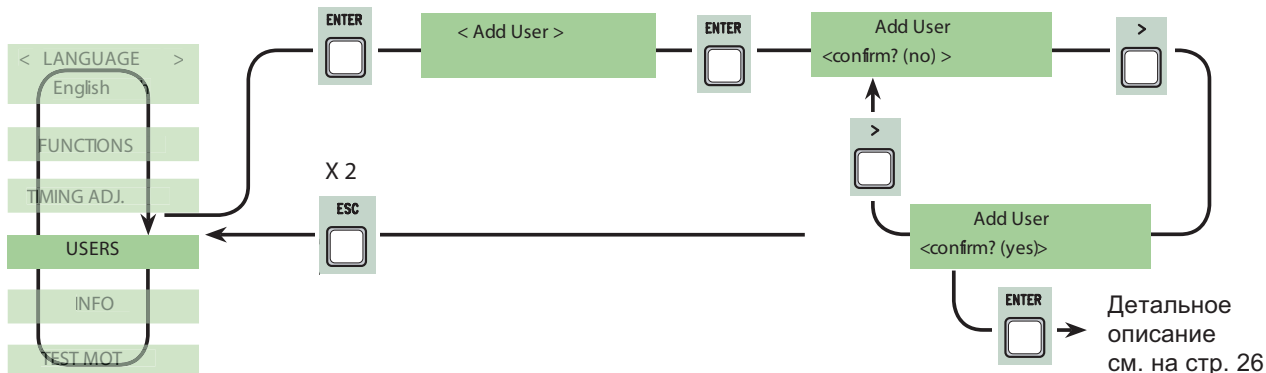 ENTER
< Add User >
ENTER
Add User
<confirm? (no) >
>
< LANGUAGE >
English
FUNCTIONS
TIMING ADJ.
USERS
INFO
TEST MOT
X 2
ESC
>
Add User
<confirm? (yes)>
ENTER
Детальное
описание
см. на стр. 26